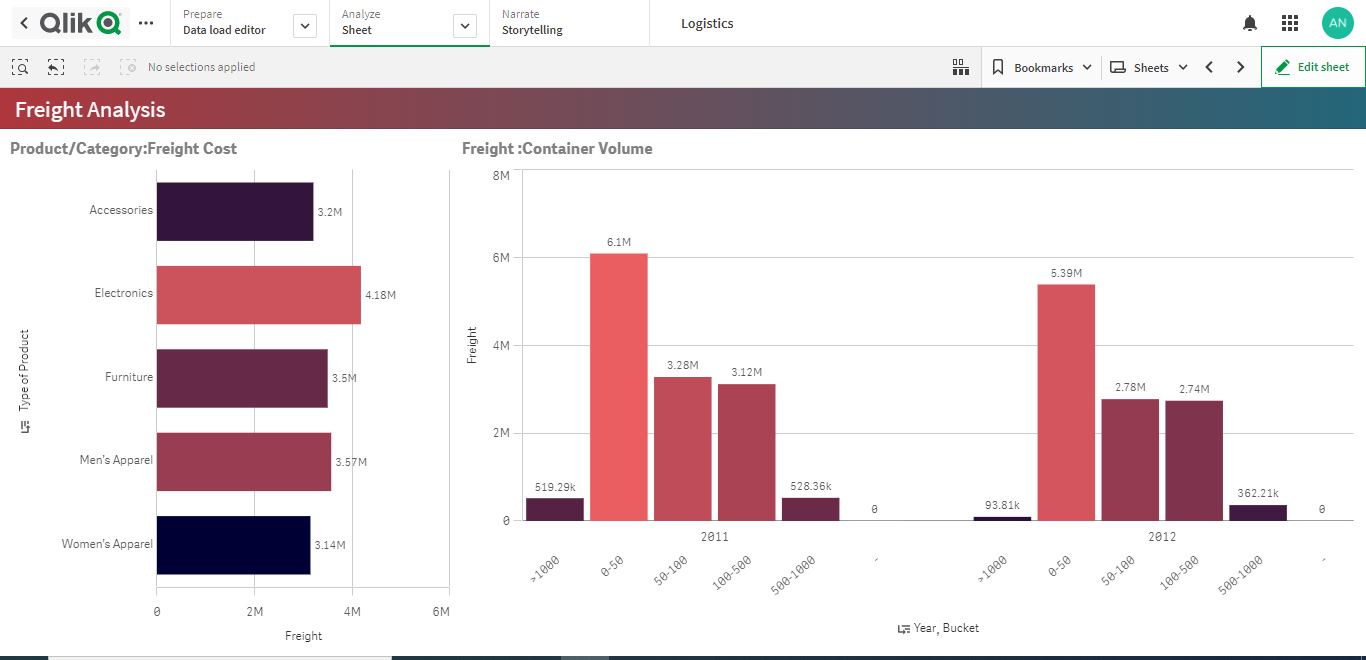 Qlik
Prepare
Data load editor
Analyze
Sheet
Narrate
Storytelling
Logistics
AN
No selections applied
Bookmarks
Sheets
Edit sheet
Freight Analysis
Product/Category:Freight Cost
Type of Product
Accessories
3.2M
Electronics
4.18M
Furniture
3.5M
Men's Apparel
3.57M
Women's Apparel
3.14M
0 2M 4M 6M
Freight
Freight :Container Volume
Freight
8M
6M
4M
2M
0
519.29k
6.1M
3.28M
3.12M
528.36k
0
93.81k
5.39M
2.78M
2.74M
362.21k
0
2011
2012
>1000
0-50
50-100
100-500
500-1000
-
>1000
0-50
50-100
100-500
500-1000
-
Year, Bucket